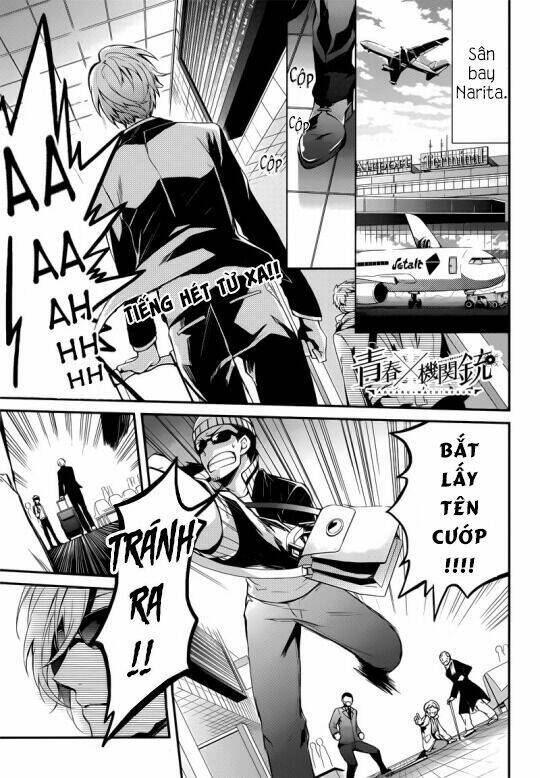 Sân
bay
Narita.
Jetalt
CỘP
CỘP
CỘP
AA
AA
AH
HH
HH
TIẾNG HÉT TỪ XA!!
青春×機関銃
BẮT
LẤY
TÊN
CƯỚP
!!!!
TRÁNH
RA
!!